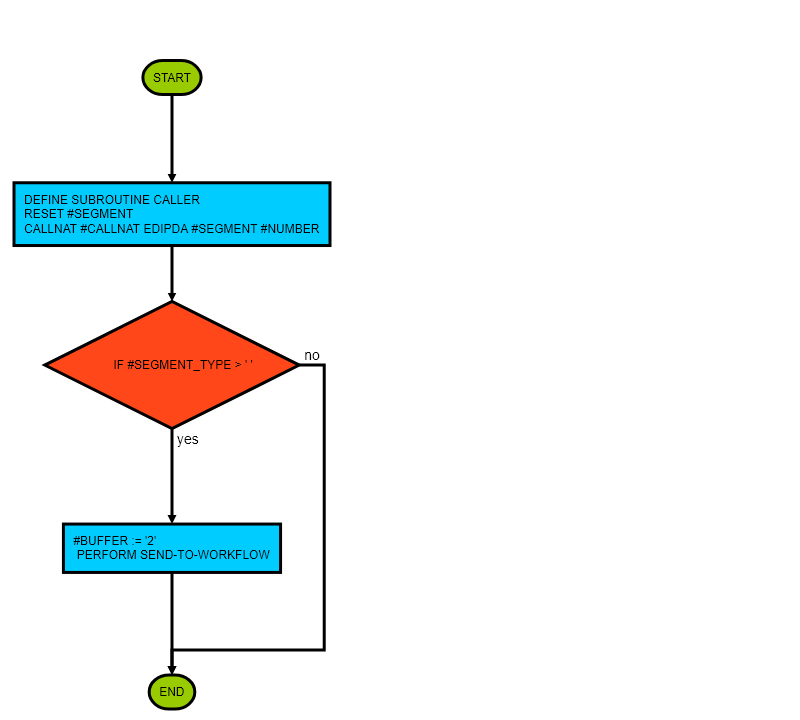 START
DEFINE SUBROUTINE CALLER
RESET #SEGMENT
CALLNAT #CALLNAT EDIPDA #SEGMENT #NUMBER
no
IF #SEGMENT_TYPE > ' '
yes
#BUFFER := '2'
PERFORM SEND-TO-WORKFLOW
END